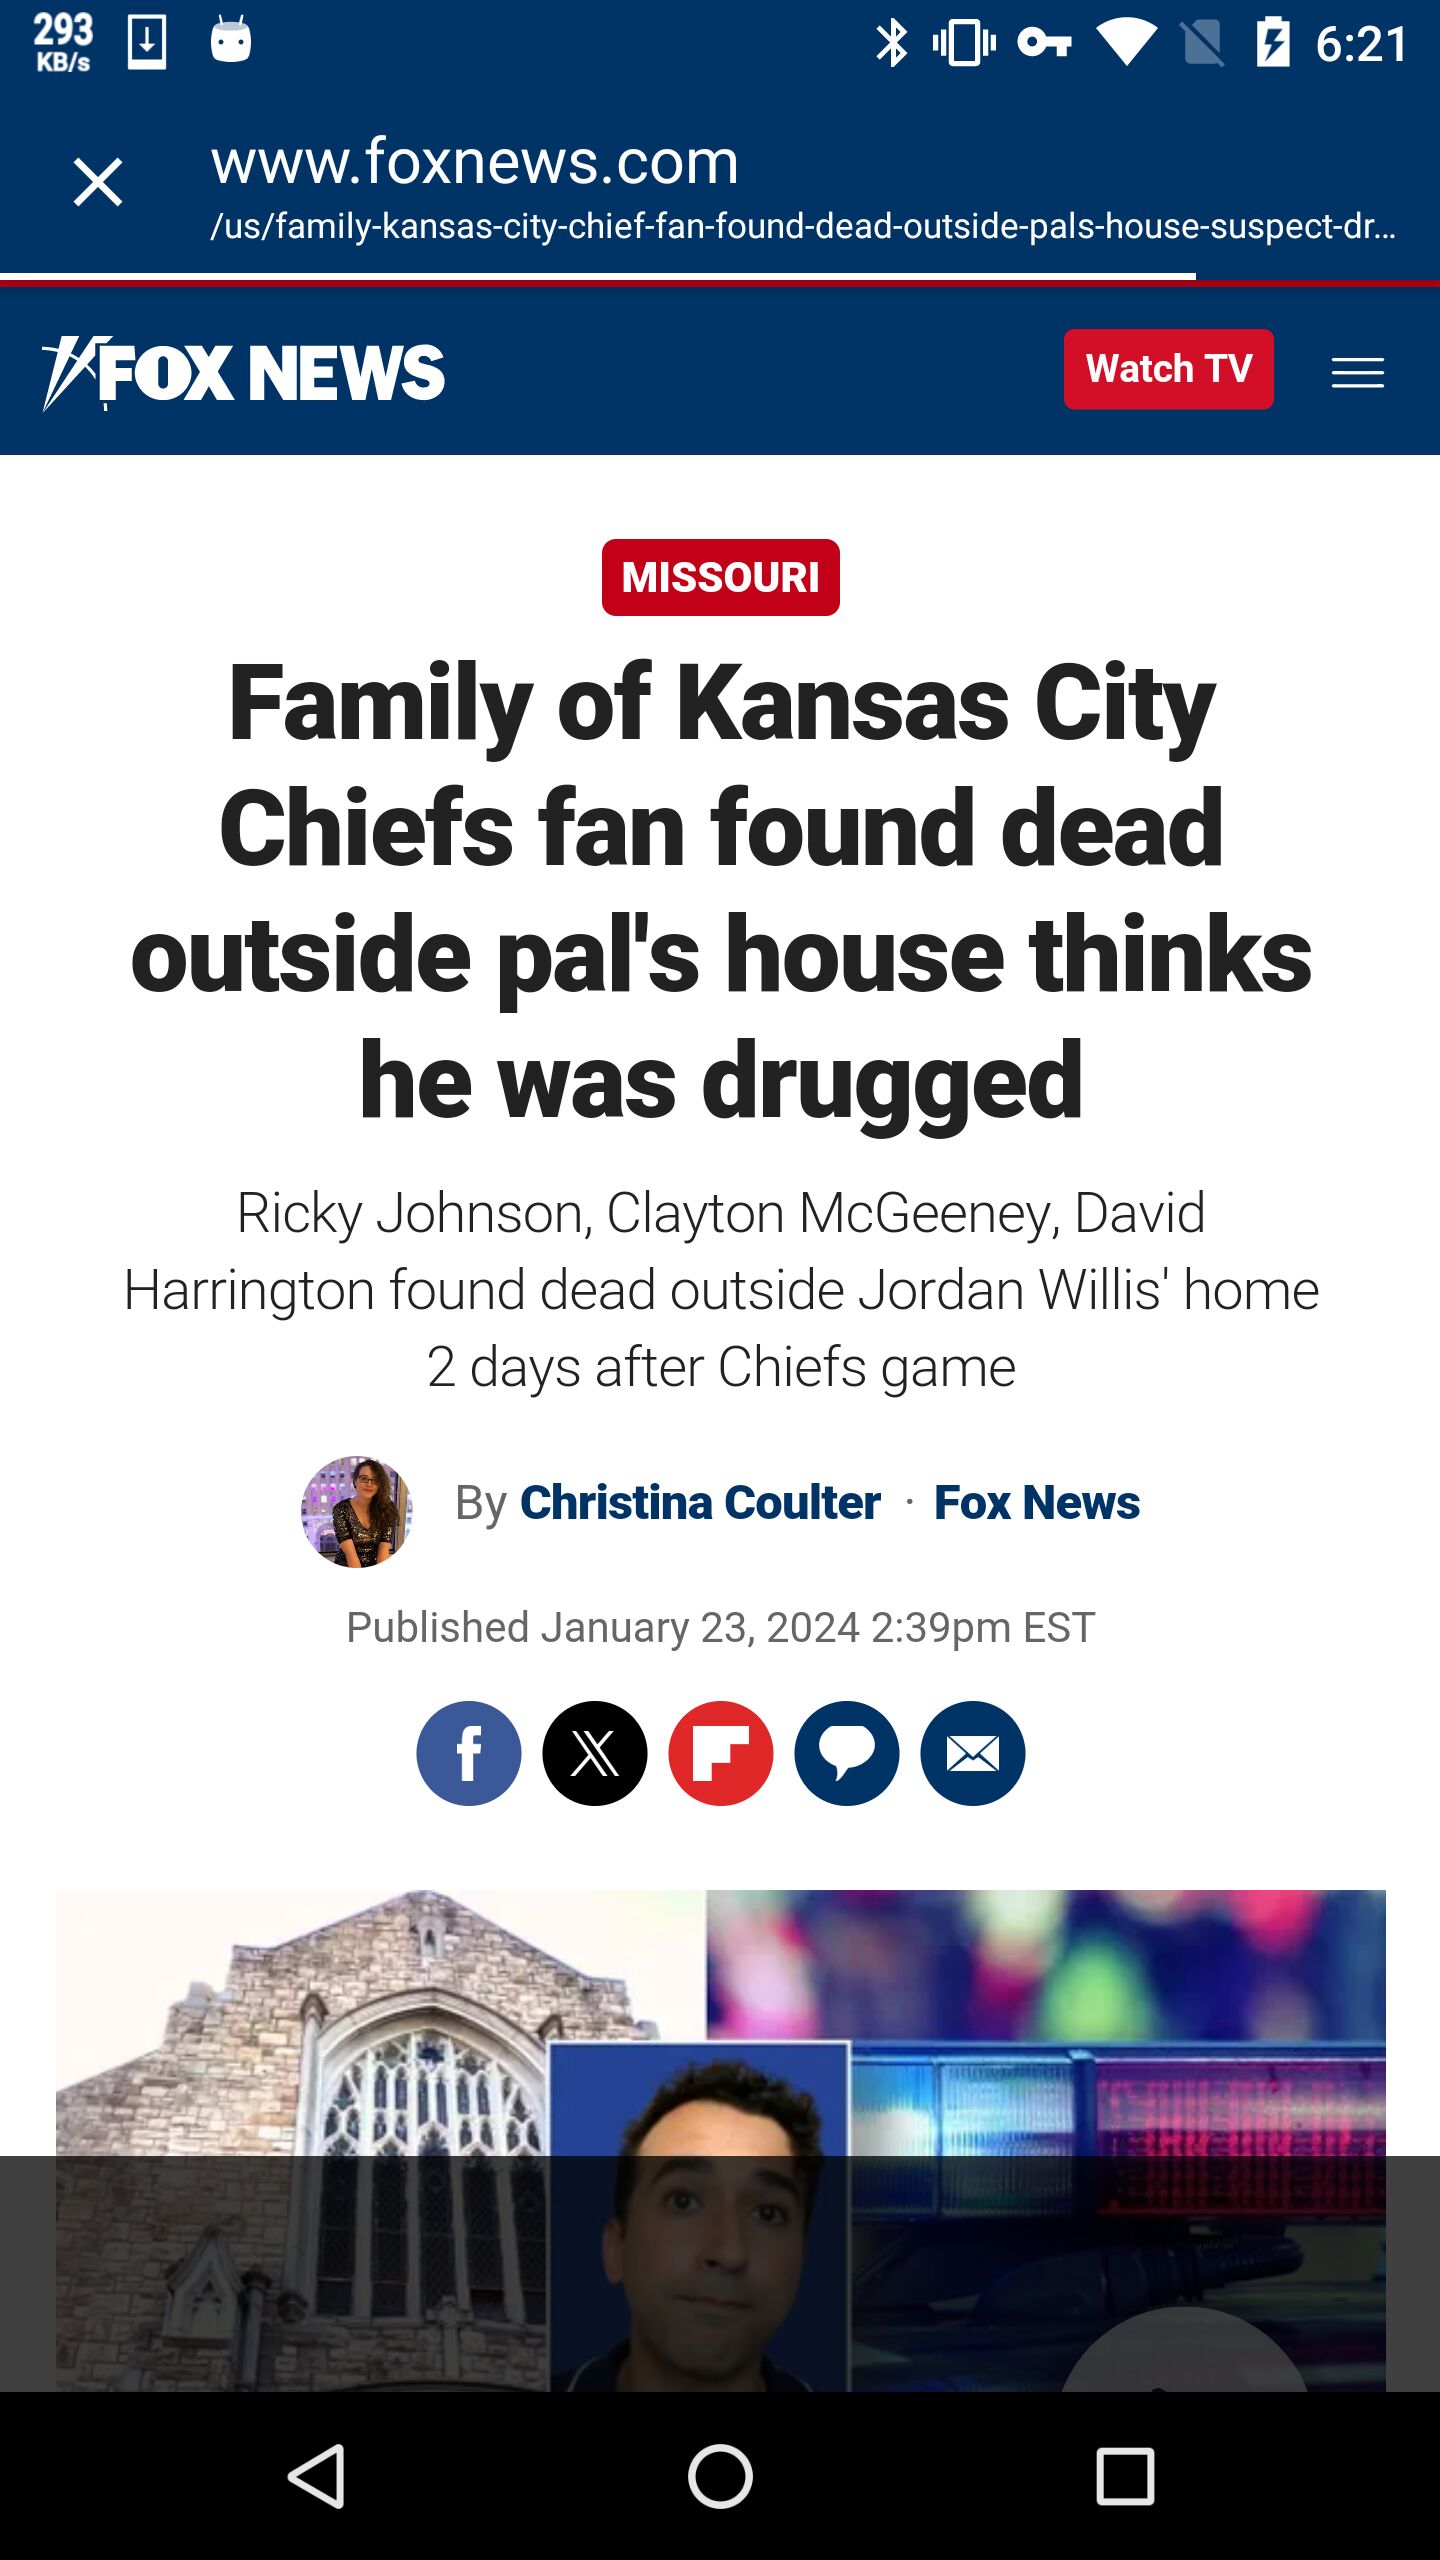 293
KB/s
6:21
www.foxnews.com
/us/family-kansas-city-chief-fan-found-dead-outside-pals-house-suspect-dr...
FOX NEWS
Watch TV
MISSOURI
Family of Kansas City
Chiefs fan found dead
outside pal's house thinks
he was drugged
Ricky Johnson, Clayton McGeeney, David
Harrington found dead outside Jordan Willis' home
2 days after Chiefs game
By Christina Coulter · Fox News
Published January 23, 2024 2:39pm EST